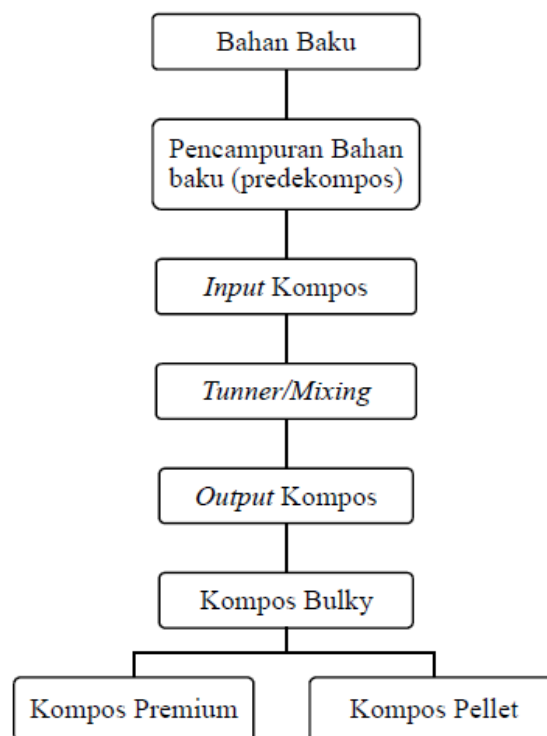 Bahan Baku
Pencampuran Bahan
baku (predekompos)
Input Kompos
Tunner/Mixing
Output Kompos
Kompos Bulky
Kompos Premium
Kompos Pellet